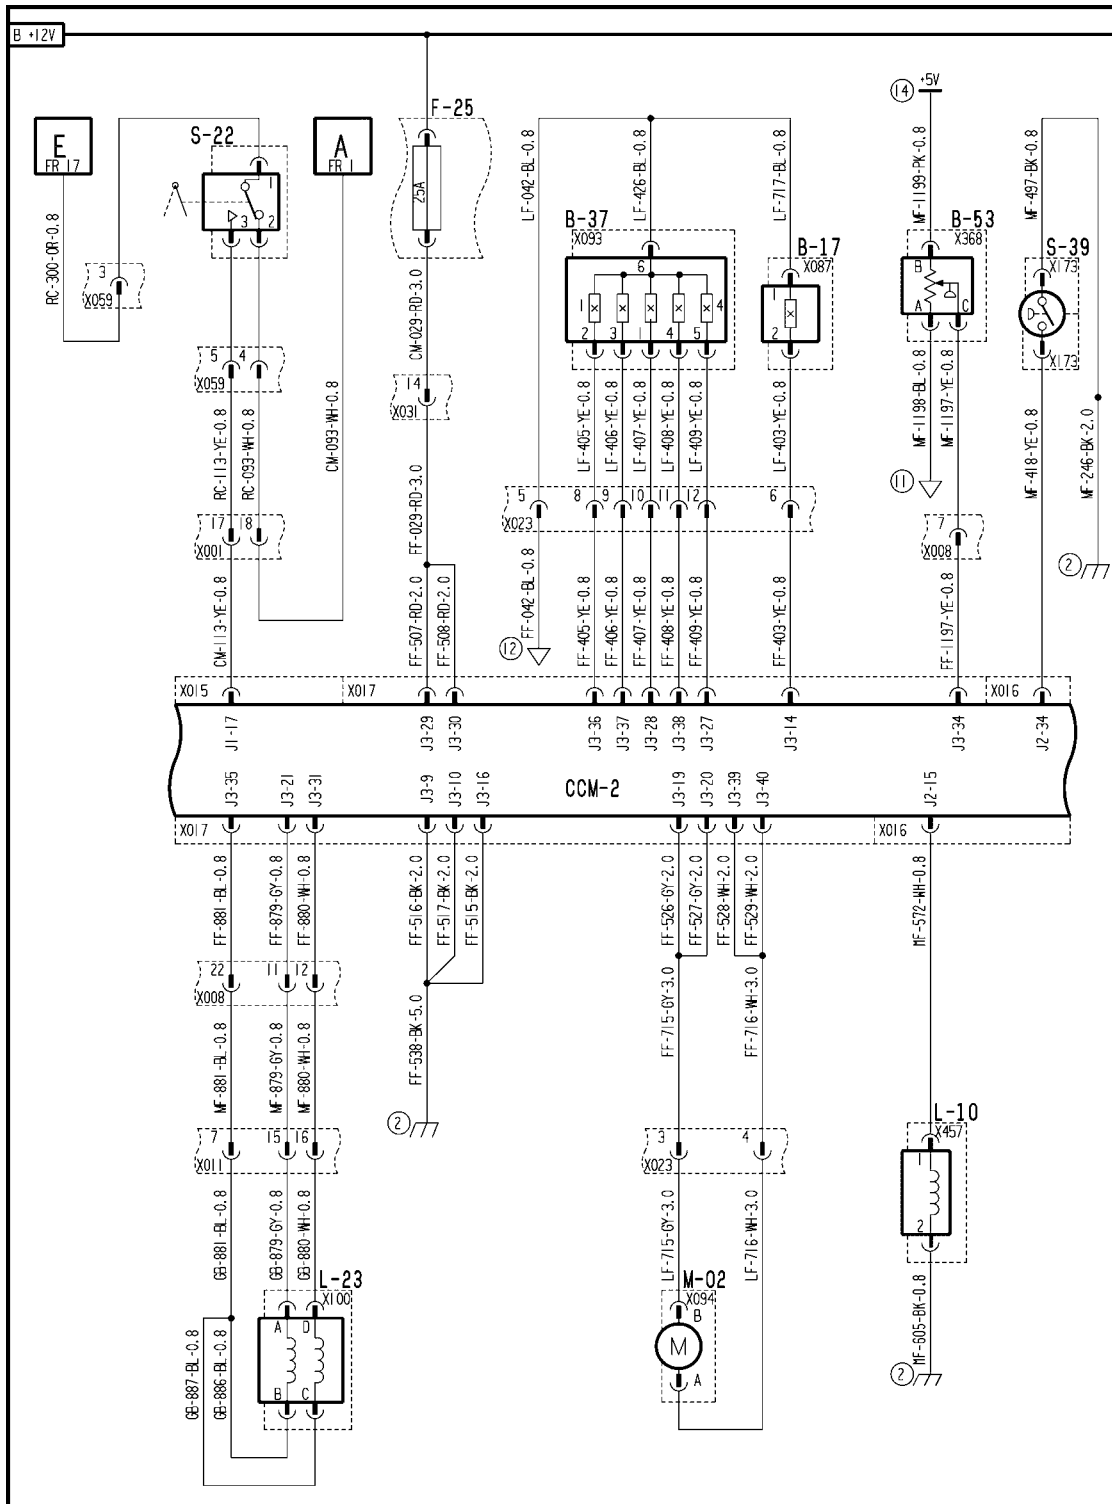 B +12V
E
FR 17
S-22
1
3
2
A
FR 1
F-25
25A
14
+5V
B-37
X093
6
1
4
2
3
1
4
5
B-17
X087
1
2
B-53
X368
B
A
C
S-39
X173
X173
RC-300-OR-0.8
3
X059
CM-029-RD-3.0
LF-042-BL-0.8
LF-426-BL-0.8
LF-717-BL-0.8
MF-1199-PK-0.8
MF-497-BK-0.8
5
4
X059
CM-093-WH-0.8
14
X031
RC-113-YE-0.8
RC-093-WH-0.8
LF-405-YE-0.8
LF-406-YE-0.8
LF-407-YE-0.8
LF-408-YE-0.8
LF-409-YE-0.8
LF-403-YE-0.8
MF-1198-BL-0.8
MF-1197-YE-0.8
11
MF-418-YE-0.8
MF-246-BK-2.0
5
8
9
10
11
12
6
X023
17
18
X001
FF-029-RD-3.0
7
X008
2
CM-113-YE-0.8
FF-507-RD-2.0
FF-508-RD-2.0
FF-042-BL-0.8
12
FF-405-YE-0.8
FF-406-YE-0.8
FF-407-YE-0.8
FF-408-YE-0.8
FF-409-YE-0.8
FF-403-YE-0.8
FF-1197-YE-0.8
X015
X017
X016
J1-17
J3-29
J3-30
J3-36
J3-37
J3-28
J3-38
J3-27
J3-14
J3-34
J2-34
CCM-2
J3-35
J3-21
J3-31
J3-9
J3-10
J3-16
J3-19
J3-20
J3-39
J3-40
J2-15
X017
X016
FF-881-BL-0.8
FF-879-GY-0.8
FF-880-WH-0.8
FF-516-BK-2.0
FF-517-BK-2.0
FF-515-BK-2.0
FF-526-GY-2.0
FF-527-GY-2.0
FF-528-WH-2.0
FF-529-WH-2.0
MF-572-WH-0.8
22
11
12
X008
MF-881-BL-0.8
MF-879-GY-0.8
MF-880-WH-0.8
FF-538-BK-5.0
FF-715-GY-3.0
FF-716-WH-3.0
2
7
15
16
X011
3
4
X023
L-10
X457
1
2
GB-881-BL-0.8
GB-879-GY-0.8
GB-880-WH-0.8
LF-715-GY-3.0
LF-716-WH-3.0
L-23
X100
A
D
B
C
M-02
X094
B
M
A
MF-605-BK-0.8
2
GB-887-BL-0.8
GB-886-BL-0.8